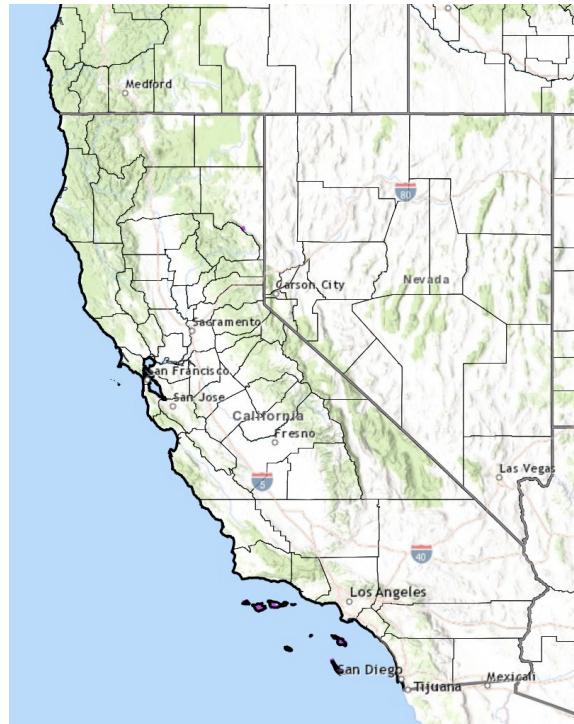 Medford
80
Carson City
Nevada
Sacramento
San Francisco
San Jose
California
Fresno
5
Las Vegas
40
Los Angeles
San Diego
Tijuana
Mexicali